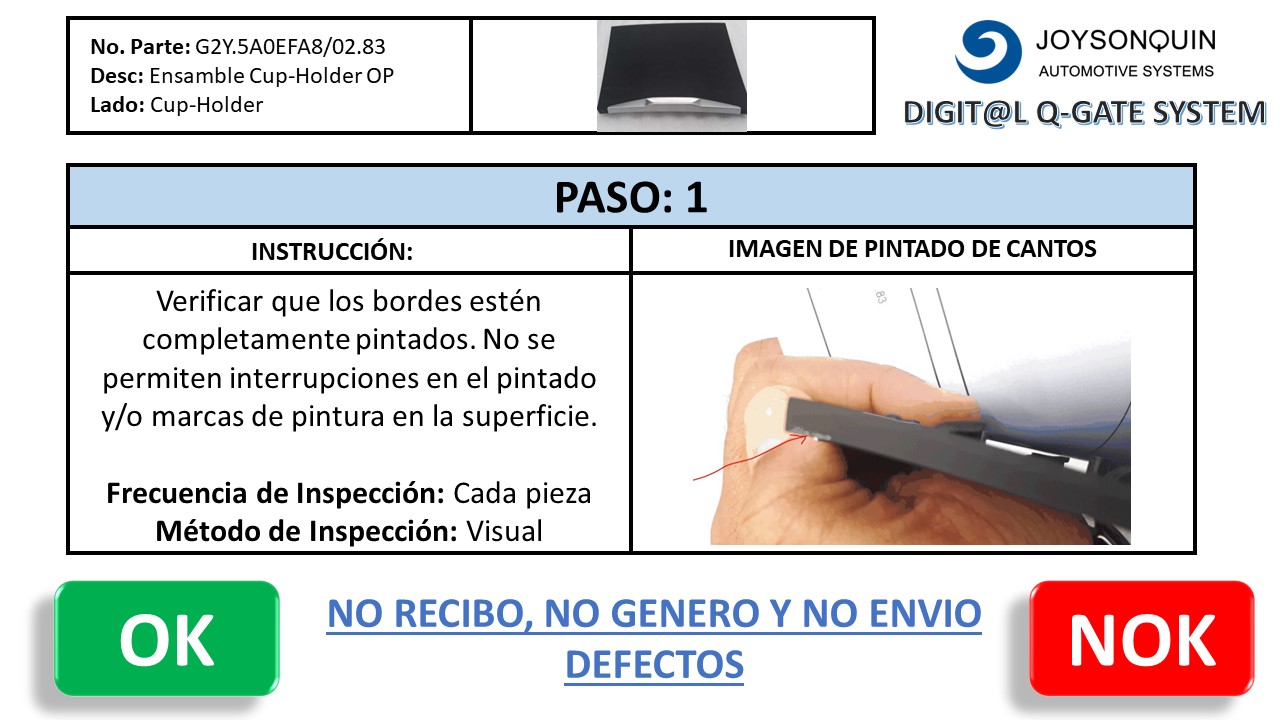 No. Parte: G2Y.5A0EFA8/02.83
Desc: Ensamble Cup-Holder OP
Lado: Cup-Holder
JOYSONQUIN
AUTOMOTIVE SYSTEMS
DIGIT@L Q-GATE SYSTEM
PASO: 1
INSTRUCCIÓN:
IMAGEN DE PINTADO DE CANTOS
Verificar que los bordes estén
completamente pintados. No se
permiten interrupciones en el pintado
y/o marcas de pintura en la superficie.
Frecuencia de Inspección: Cada pieza
Método de Inspección: Visual
B3
OK
NO RECIBO, NO GENERO Y NO ENVIO
DEFECTOS
NOK